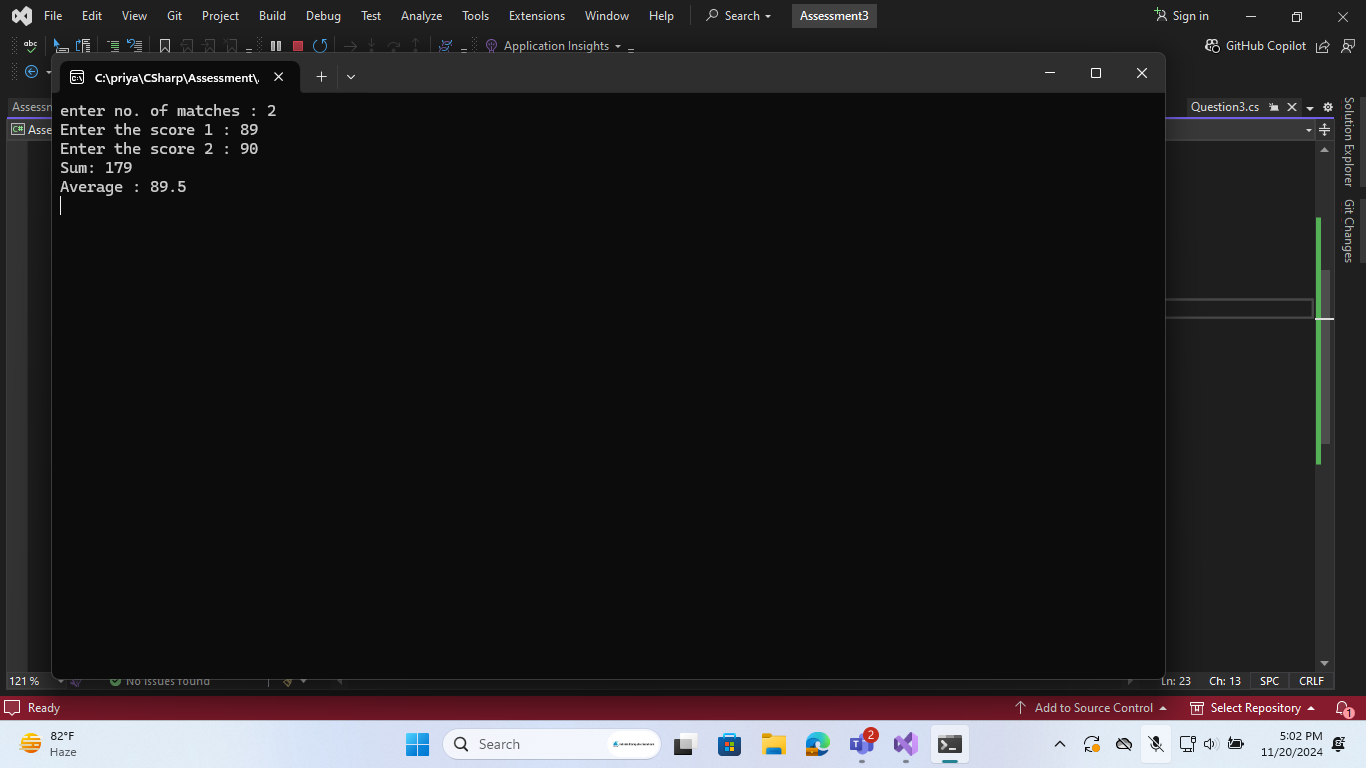 File Edit View Git Project Build Debug Test Analyze Tools Extensions Window Help Search Assessment3 Sign in
abc Application Insights GitHub Copilot
C:\priya\CSharp\Assessment\.
enter no. of matches : 2
Enter the score 1 : 89
Enter the score 2 : 90
Sum: 179
Average : 89.5
Question3.cs
C#
Solution Explorer
Git Changes
121 % No issues found Ln: 23 Ch: 13 SPC CRLF
Ready Add to Source Control Select Repository 1
82°F
Haze
Search
2
5:02 PM
11/20/2024